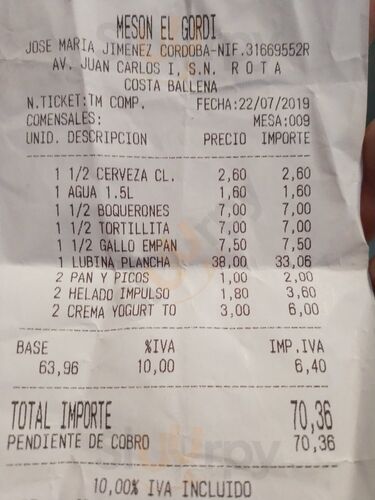 MESON EL GORDI
JOSE MARIA JIMENEZ CORDOBA-NIF.31669552R
AV. JUAN CARLOS I, S.N. R O T A
COSTA BALLENA
N.TICKET:TM COMP. FECHA:22/07/2019
COMENSALES: MESA:009
UNID. DESCRIPCION PRECIO IMPORTE
1 1/2 CERVEZA CL. 2,60 2,60
1 AGUA 1.5L 1,60 1,60
1 1/2 BOQUERONES 7,00 7,00
1 1/2 TORTILLITA 7,00 7,00
1 1/2 GALLO EMPAN 7,50 7,50
1 LUBINA PLANCHA 38,00 33,06
2 PAN Y PICOS 1,00 2,00
2 HELADO IMPULSO 1,80 3,60
2 CREMA YOGURT TO 3,00 6,00
BASE %IVA IMP.IVA
63,96 10,00 6,40
TOTAL IMPORTE 70,36
PENDIENTE DE COBRO 70,36
10,00% IVA INCLUIDO